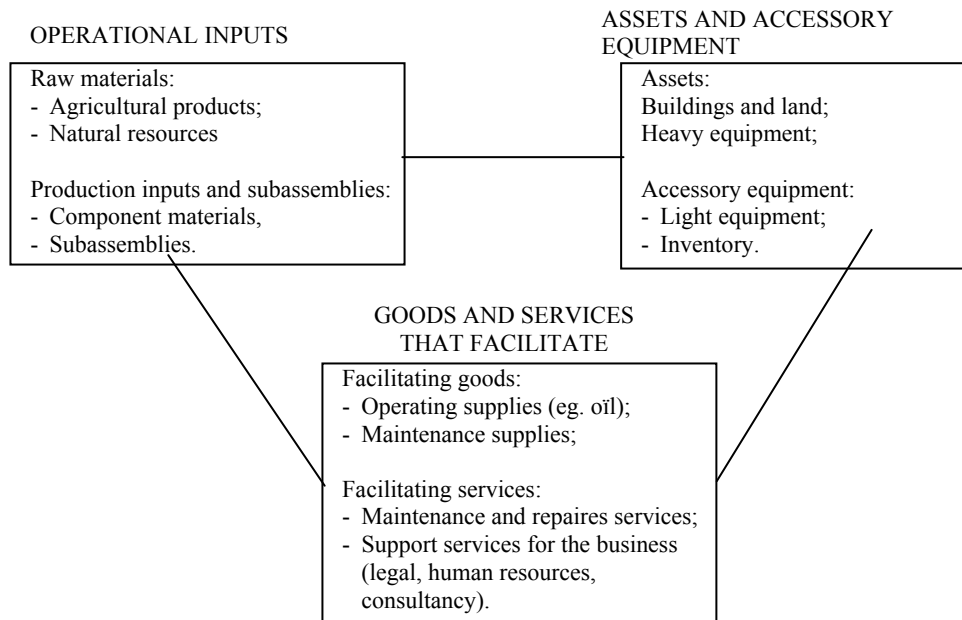 OPERATIONAL INPUTS
Raw materials:
- Agricultural products;
- Natural resources
Production inputs and subassemblies:
- Component materials,
- Subassemblies.
ASSETS AND ACCESSORY
EQUIPMENT
Assets:
Buildings and land;
Heavy equipment;
Accessory equipment:
- Light equipment;
- Inventory.
GOODS AND SERVICES
THAT FACILITATE
Facilitating goods:
- Operating supplies (eg. oïl);
- Maintenance supplies;
Facilitating services:
- Maintenance and repaires services;
- Support services for the business
(legal, human resources,
consultancy).